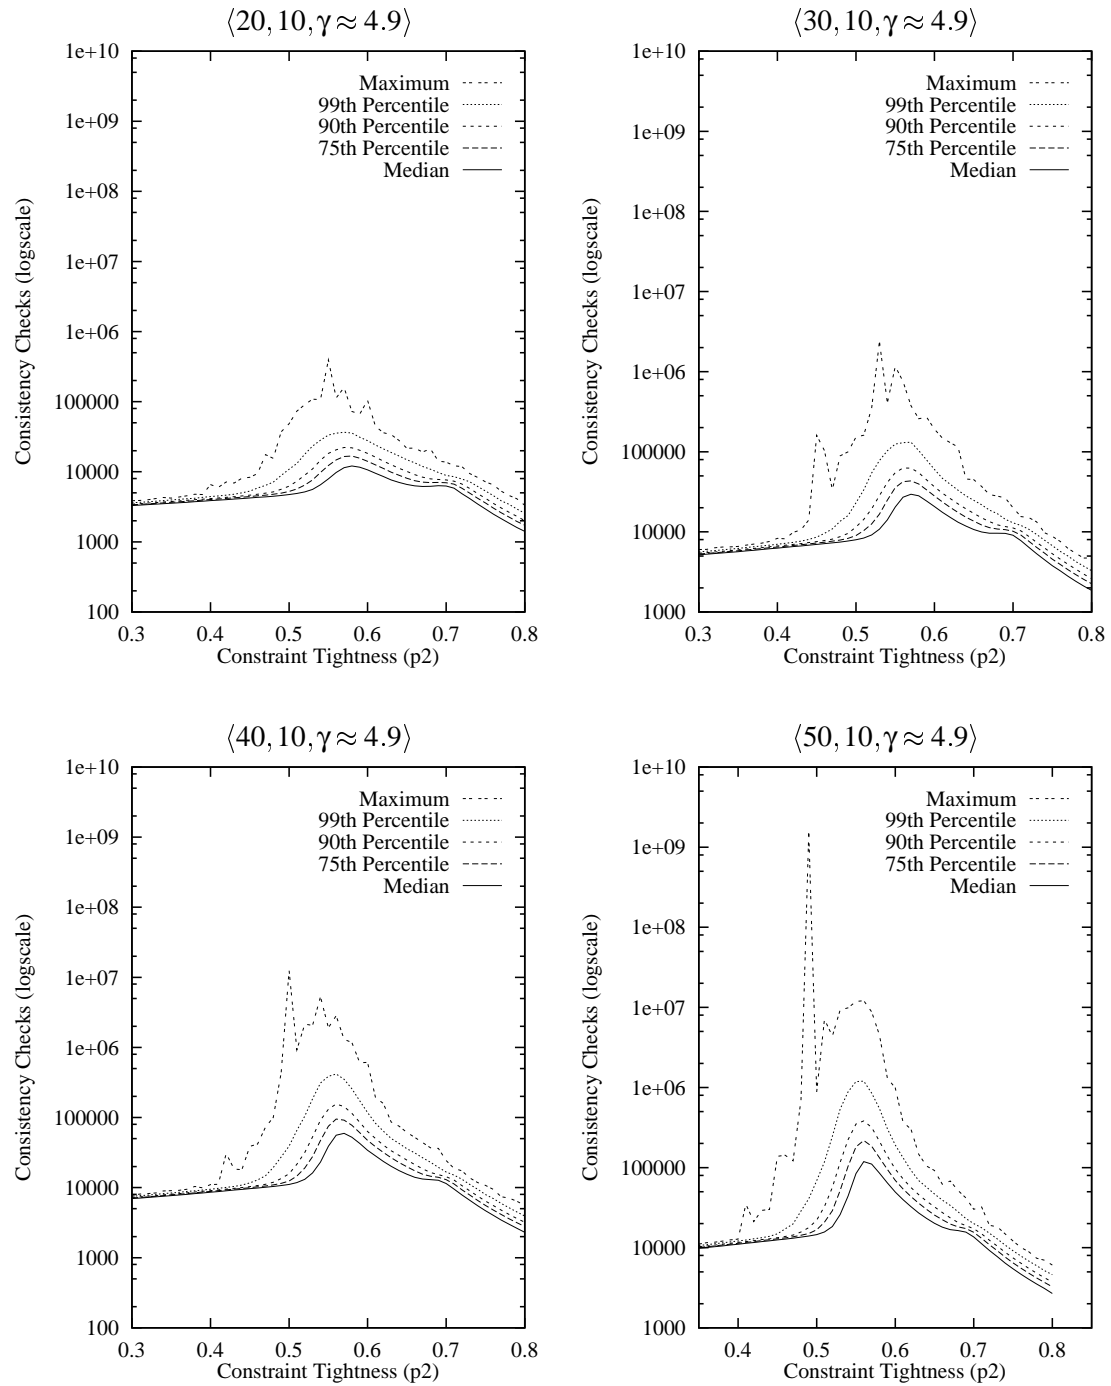 ⟨20, 10, γ ≈ 4.9⟩
1e+10
1e+09
1e+08
1e+07
1e+06
100000
10000
1000
100
Consistency Checks (logscale)
Maximum
99th Percentile
90th Percentile
75th Percentile
Median
0.3 0.4 0.5 0.6 0.7 0.8
Constraint Tightness (p2)
⟨30, 10, γ ≈ 4.9⟩
1e+10
1e+09
1e+08
1e+07
1e+06
100000
10000
1000
Consistency Checks (logscale)
Maximum
99th Percentile
90th Percentile
75th Percentile
Median
0.3 0.4 0.5 0.6 0.7 0.8
Constraint Tightness (p2)
⟨40, 10, γ ≈ 4.9⟩
1e+10
1e+09
1e+08
1e+07
1e+06
100000
10000
1000
100
Consistency Checks (logscale)
Maximum
99th Percentile
90th Percentile
75th Percentile
Median
0.3 0.4 0.5 0.6 0.7 0.8
Constraint Tightness (p2)
⟨50, 10, γ ≈ 4.9⟩
1e+10
1e+09
1e+08
1e+07
1e+06
100000
10000
1000
Consistency Checks (logscale)
Maximum
99th Percentile
90th Percentile
75th Percentile
Median
0.4 0.5 0.6 0.7 0.8
Constraint Tightness (p2)